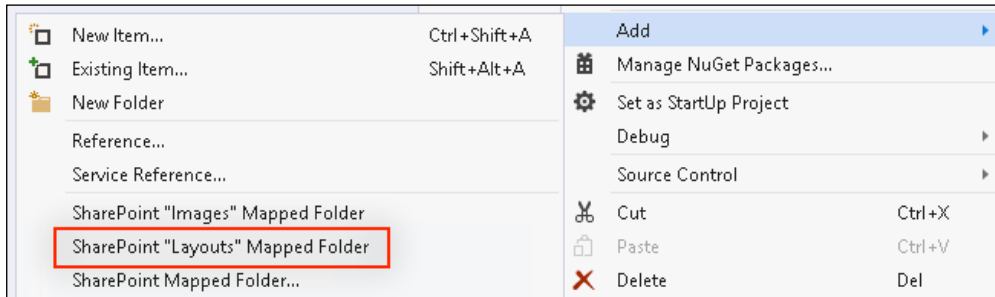 New Item... Ctrl+Shift+A
Existing Item... Shift+Alt+A
New Folder
Reference...
Service Reference...
SharePoint "Images" Mapped Folder
SharePoint "Layouts" Mapped Folder
SharePoint Mapped Folder...
Add
Manage NuGet Packages...
Set as StartUp Project
Debug
Source Control
Cut Ctrl+X
Paste Ctrl+V
Delete Del